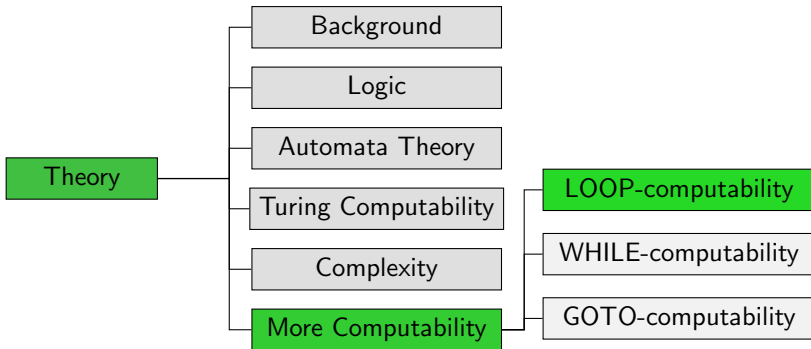 Background
Logic
Automata Theory
Theory
Turing Computability
Complexity
More Computability
LOOP-computability
WHILE-computability
GOTO-computability